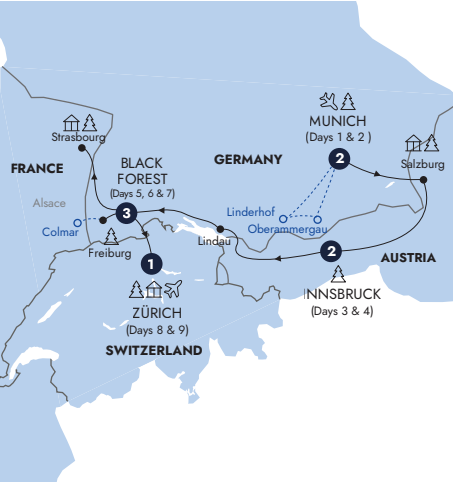 MUNICH
(Days 1 & 2 )
2
Strasbourg
Salzburg
FRANCE
BLACK
FOREST
(Days 5, 6 & 7)
GERMANY
Alsace
3
Linderhof
Oberammergau
Colmar
Lindau
Freiburg
2
AUSTRIA
1
INNSBRUCK
(Days 3 & 4)
ZÜRICH
(Days 8 & 9)
SWITZERLAND